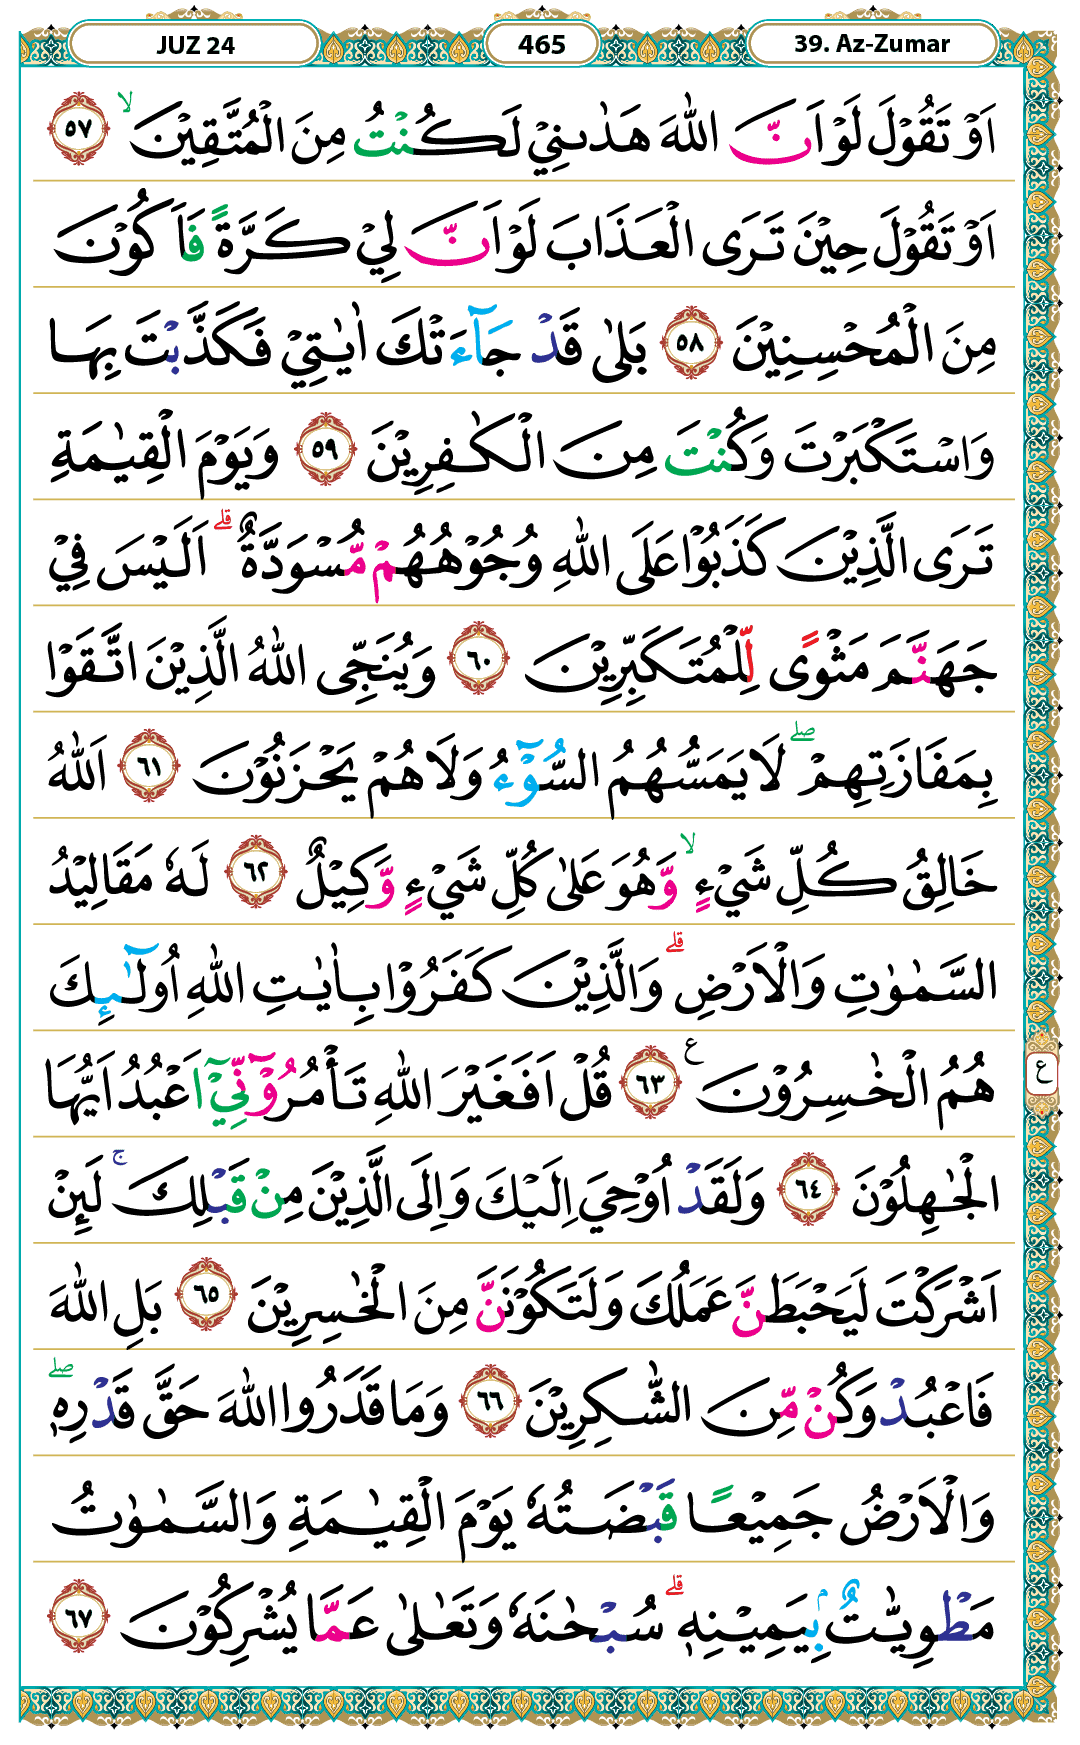 JUZ 24
465
39. Az-Zumar
اَوْ تَقُوْلَ لَوْ اَنَّ اللّٰهَ هَدٰىنِيْ لَكُنْتُ مِنَ الْمُتَّقِيْنَ ۙ ٥٧
اَوْ تَقُوْلَ حِيْنَ تَرَى الْعَذَابَ لَوْ اَنَّ لِيْ كَرَّةً فَاَكُوْنَ
مِنَ الْمُحْسِنِيْنَ ٥٨ بَلٰى قَدْ جَاۤءَتْكَ اٰيٰتِيْ فَكَذَّبْتَ بِهَا
وَاسْتَكْبَرْتَ وَكُنْتَ مِنَ الْكٰفِرِيْنَ ٥٩ وَيَوْمَ الْقِيٰمَةِ
تَرَى الَّذِيْنَ كَذَبُوْا عَلَى اللّٰهِ وُجُوْهُهُمْ مُّسْوَدَّةٌ ۗ اَلَيْسَ فِيْ
جَهَنَّمَ مَثْوًى لِّلْمُتَكَبِّرِيْنَ ٦٠ وَيُنَجِّى اللّٰهُ الَّذِيْنَ اتَّقَوْا
بِمَفَازَتِهِمْ ۖ لَا يَمَسُّهُمُ السُّوْۤءُ وَلَا هُمْ يَحْزَنُوْنَ ٦١ اَللّٰهُ
خَالِقُ كُلِّ شَيْءٍ ۙ وَّهُوَ عَلٰى كُلِّ شَيْءٍ وَّكِيْلٌ ٦٢ لَهٗ مَقَالِيْدُ
السَّمٰوٰتِ وَالْاَرْضِ ۗ وَالَّذِيْنَ كَفَرُوْا بِاٰيٰتِ اللّٰهِ اُولٰۤىِٕكَ
هُمُ الْخٰسِرُوْنَ ࣖ ٦٣ قُلْ اَفَغَيْرَ اللّٰهِ تَأْمُرُوْۤنِّيْٓ اَعْبُدُ اَيُّهَا
ع
الْجٰهِلُوْنَ ٦٤ وَلَقَدْ اُوْحِيَ اِلَيْكَ وَاِلَى الَّذِيْنَ مِنْ قَبْلِكَ ۚ لَىِٕنْ
اَشْرَكْتَ لَيَحْبَطَنَّ عَمَلُكَ وَلَتَكُوْنَنَّ مِنَ الْخٰسِرِيْنَ ٦٥ بَلِ اللّٰهَ
فَاعْبُدْ وَكُنْ مِّنَ الشّٰكِرِيْنَ ٦٦ وَمَا قَدَرُوا اللّٰهَ حَقَّ قَدْرِهٖ ۖ
وَالْاَرْضُ جَمِيْعًا قَبْضَتُهٗ يَوْمَ الْقِيٰمَةِ وَالسَّمٰوٰتُ
مَطْوِيّٰتٌۢ بِيَمِيْنِهٖ ۗ سُبْحٰنَهٗ وَتَعٰلٰى عَمَّا يُشْرِكُوْنَ ٦٧